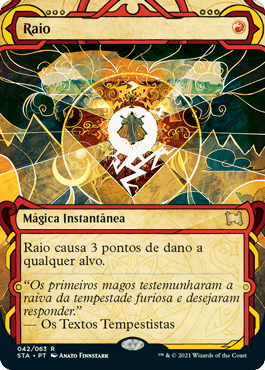 Raio
Mágica Instantânea
Raio causa 3 pontos de dano a
qualquer alvo.
“Os primeiros magos testemunharam a
raiva da tempestade furiosa e desejaram
responder.”
— Os Textos Tempestistas
042/063 R
STA • PT Anato Finnstark
™ & © 2021 Wizards of the Coast